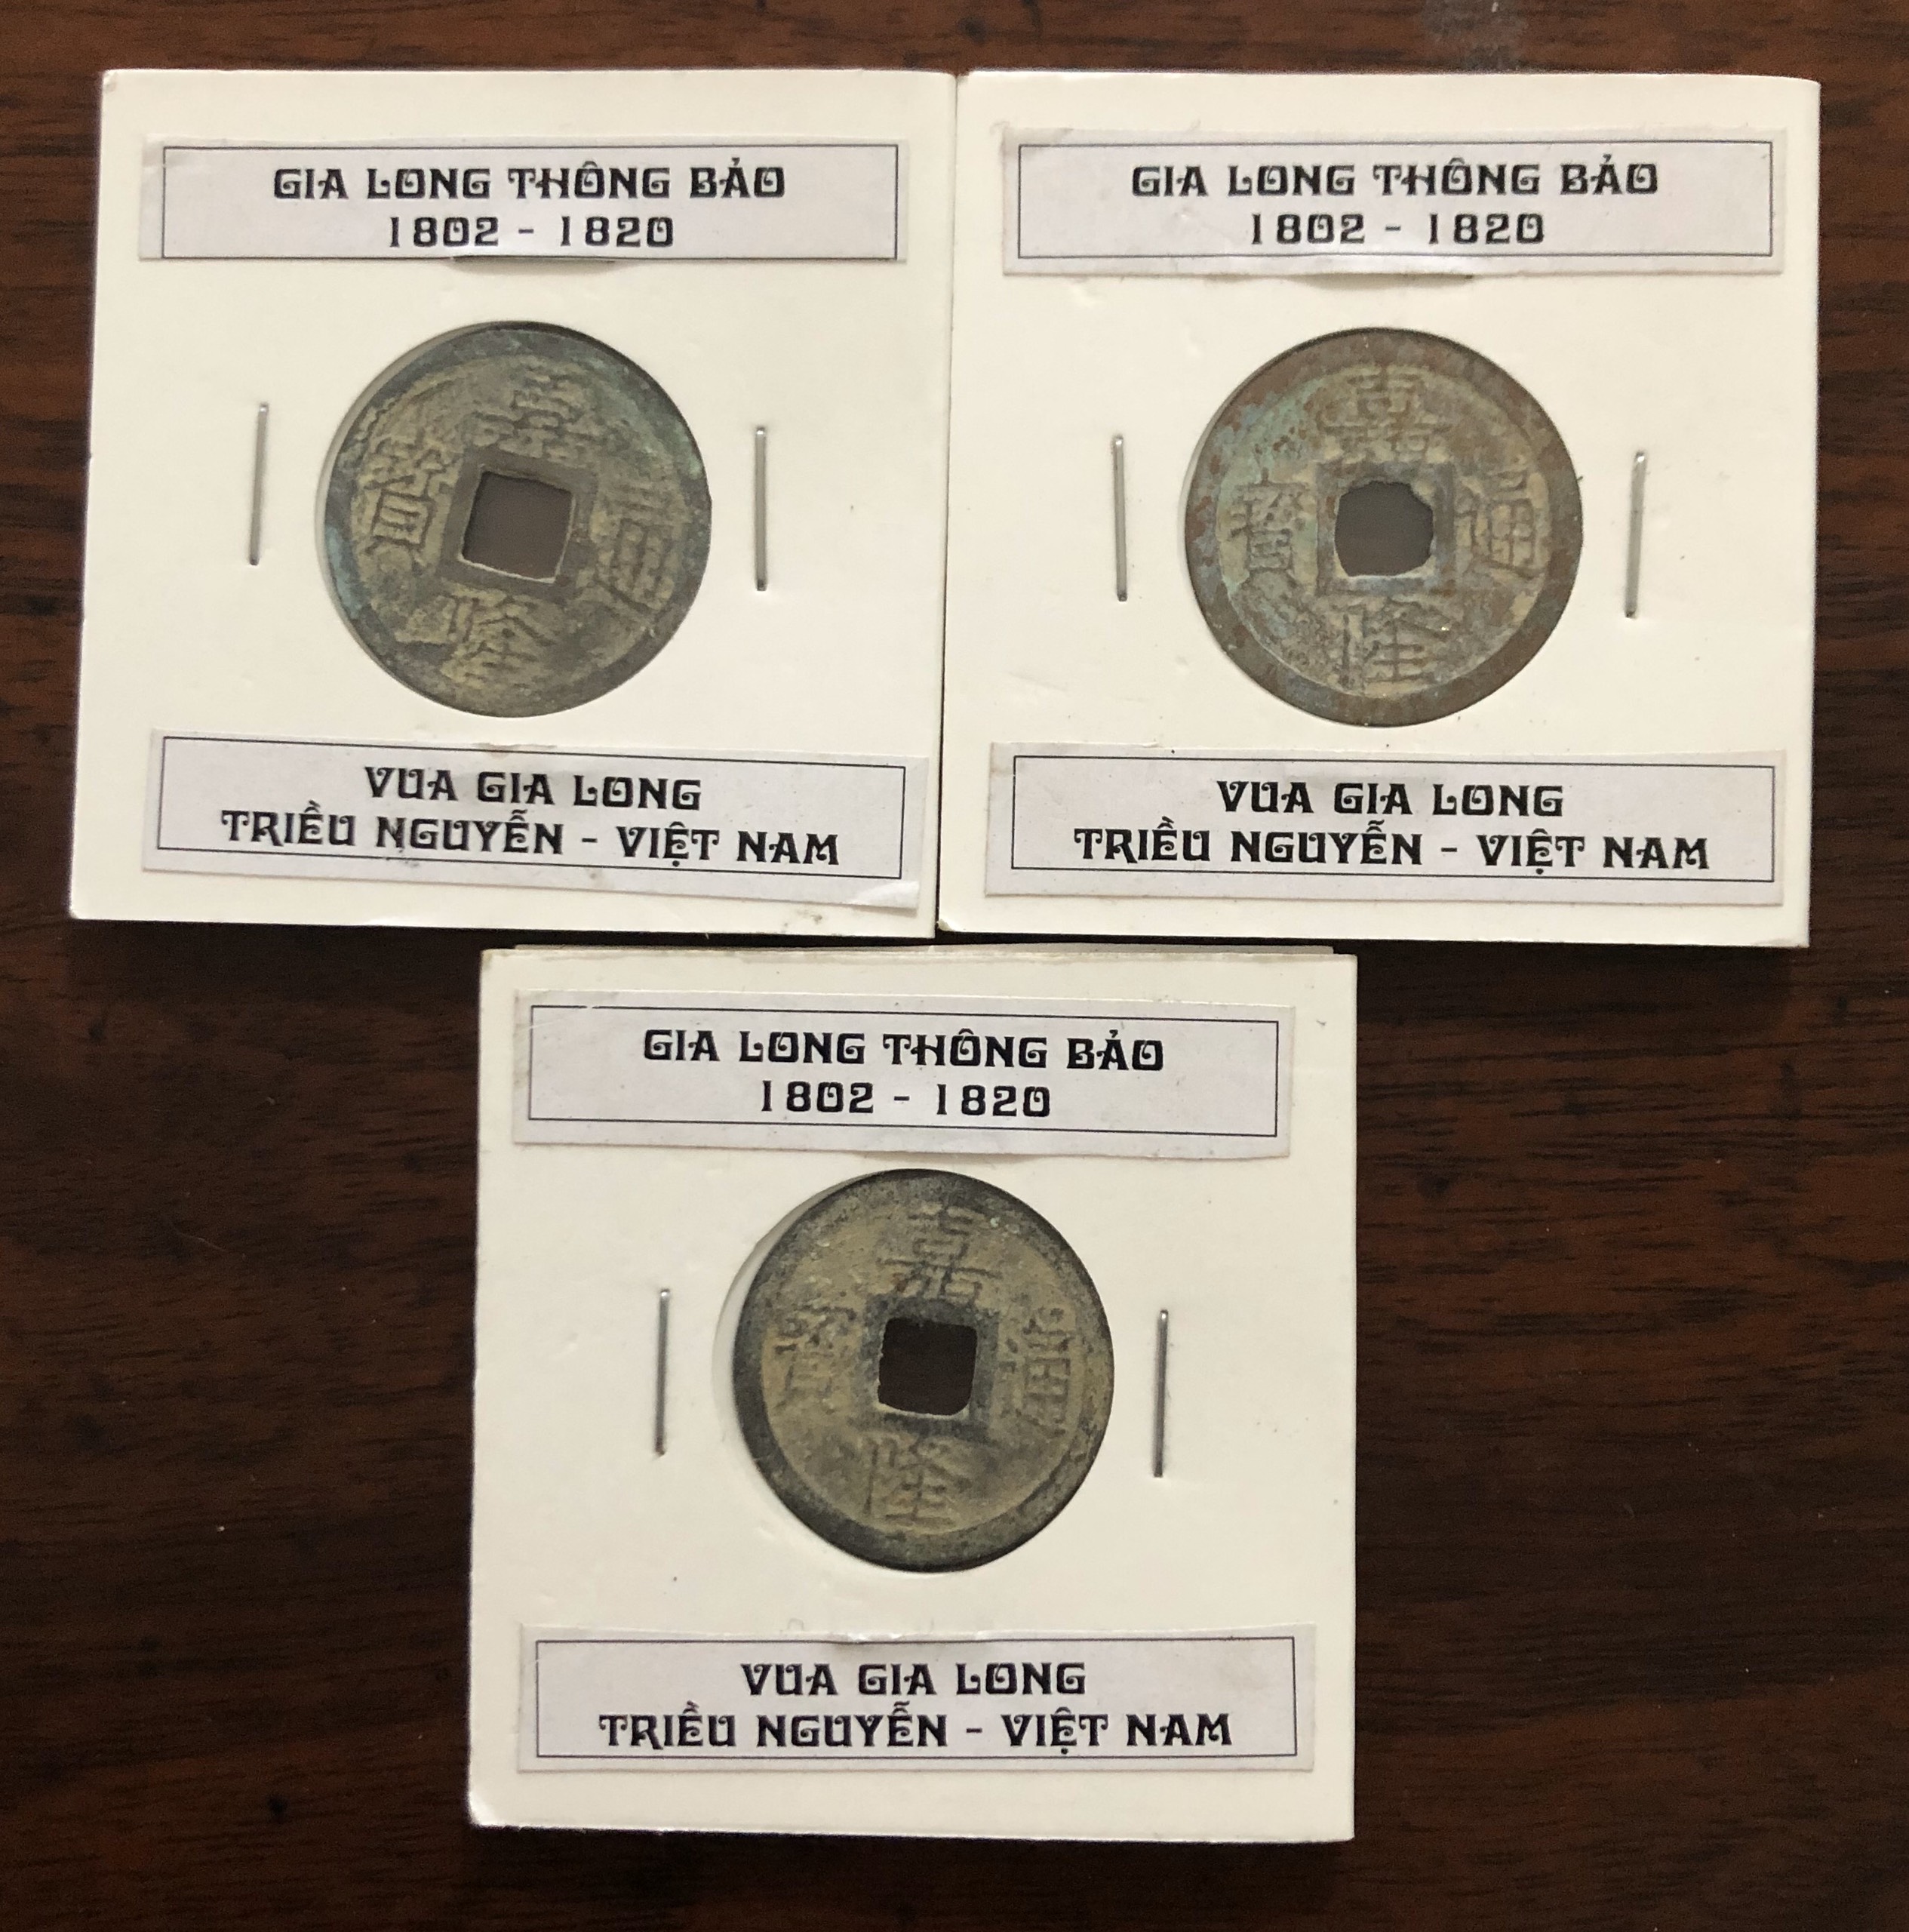 GIA LONG THÔNG BẢO
1802 - 1820
嘉隆通寶
VUA GIA LONG
TRIỀU NGUYỄN - VIỆT NAM
GIA LONG THÔNG BẢO
1802 - 1820
嘉隆通寶
VUA GIA LONG
TRIỀU NGUYỄN - VIỆT NAM
GIA LONG THÔNG BẢO
1802 - 1820
嘉隆通寶
VUA GIA LONG
TRIỀU NGUYỄN - VIỆT NAM